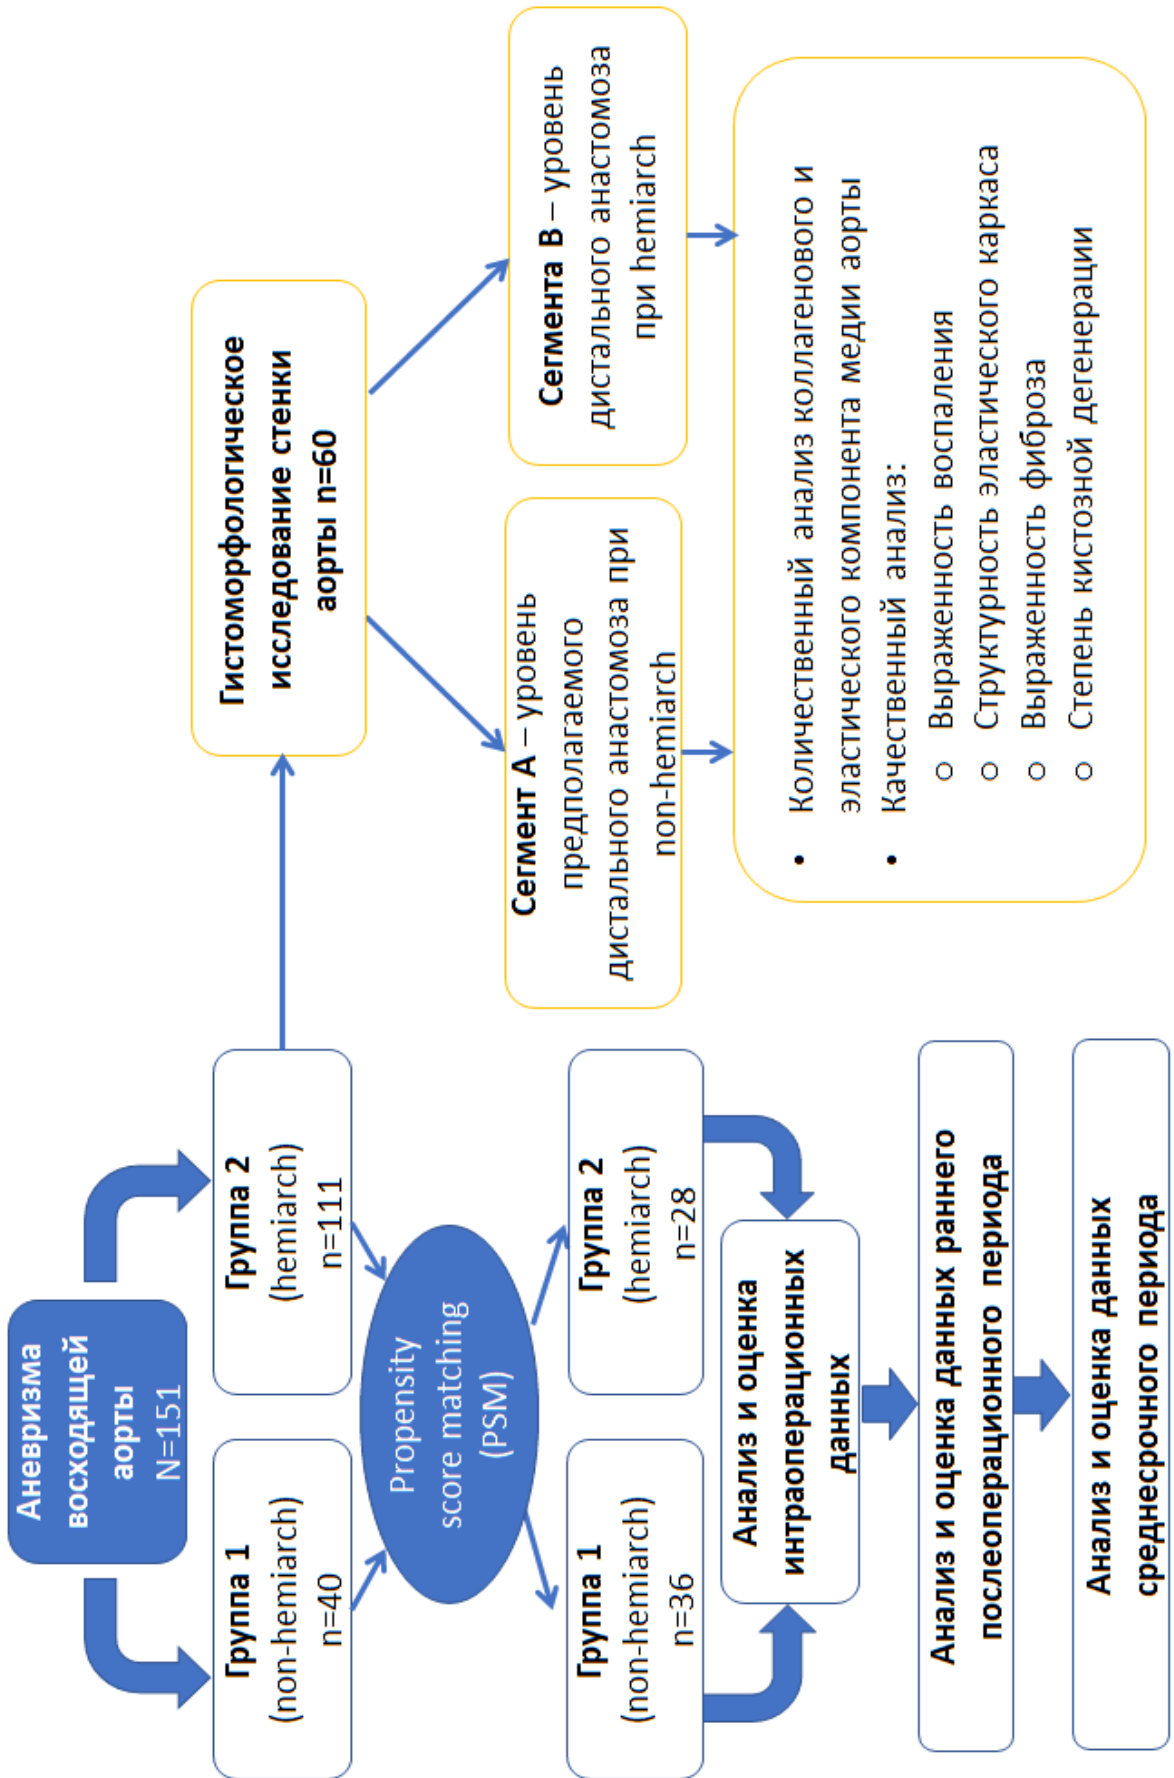 Аневризма
восходящей
аорты
N=151
Группа 1
(non-hemiarch)
n=40
Группа 2
(hemiarch)
n=111
Propensity
score matching
(PSM)
Группа 1
(non-hemiarch)
n=36
Группа 2
(hemiarch)
n=28
Анализ и оценка
интраоперационных
данных
Анализ и оценка данных раннего
послеоперационного периода
Анализ и оценка данных
среднесрочного периода
Гистоморфологическое
исследование стенки
аорты n=60
Сегмент А – уровень
предполагаемого
дистального анастомоза при
non-hemiarch
Сегмента В – уровень
дистального анастомоза
при hemiarch
• Количественный анализ коллагенового и
эластического компонента медии аорты
• Качественный анализ:
○ Выраженность воспаления
○ Структурность эластического каркаса
○ Выраженность фиброза
○ Степень кистозной дегенерации